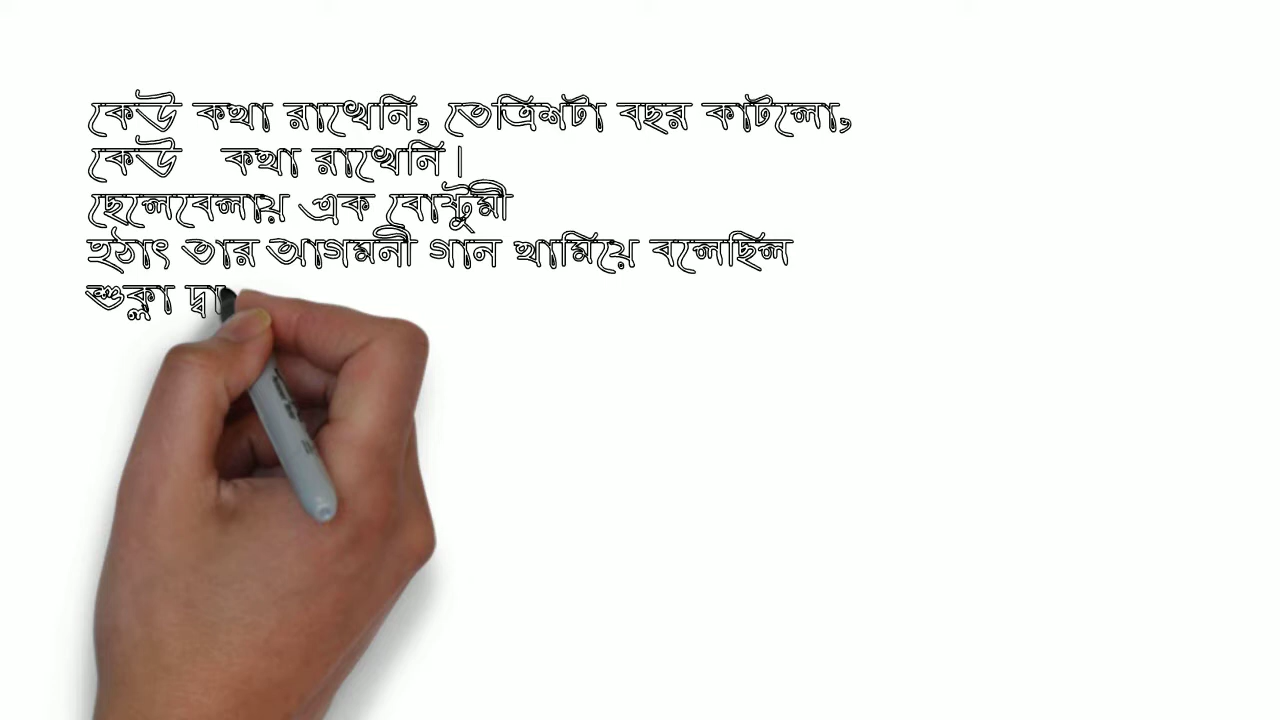 কেউ কথা রাখেনি, তেত্রিশটা বছর কাটলো,
কেউ কথা রাখেনি।
ছেলেবেলায় এক বোষ্টুমী
হঠাৎ তার আগমনী গান থামিয়ে বলেছিল
শুক্লা দ্বা